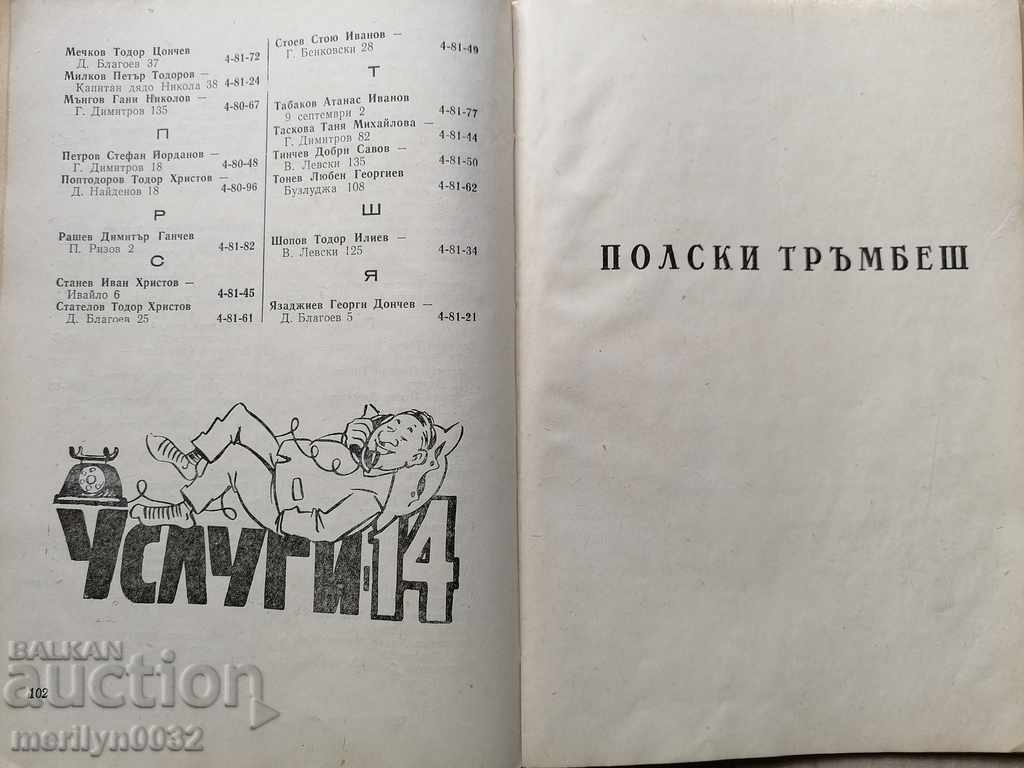 Мечков Тодор Цончев
Д. Благоев 37 4-81-72
Милков Петър Тодоров —
Капитан дядо Никола 38 4-81-24
Мънгов Гани Николов —
Г. Димитров 135 4-80-67
П
Петров Стефан Йорданов —
Г. Димитров 18 4-80-48
Поптодоров Тодор Христов
Д. Найденов 18 4-80-96
Р
Рашев Димитър Ганчев
П. Ризов 2 4-81-82
С
Станев Иван Христов —
Ивайло 6 4-81-45
Стателов Тодор Христов
Д. Благоев 25 4-81-61
Стоев Стою Иванов —
Г. Бенковски 28 4-81-49
Т
Табаков Атанас Иванов
9 септември 2 4-81-77
Таскова Таня Михайлова —
Г. Димитров 82 4-81-44
Тинчев Добри Савов —
В. Левски 135 4-81-50
Тонев Любен Георгиев
Бузлуджа 108 4-81-62
Ш
Шопов Тодор Илиев —
В. Левски 125 4-81-34
Я
Язаджиев Георги Дончев —
Д. Благоев 5 4-81-21
Услуги-14
102
BALKAN
auction
merilyn0032
ПОЛСКИ ТРЪМБЕШ